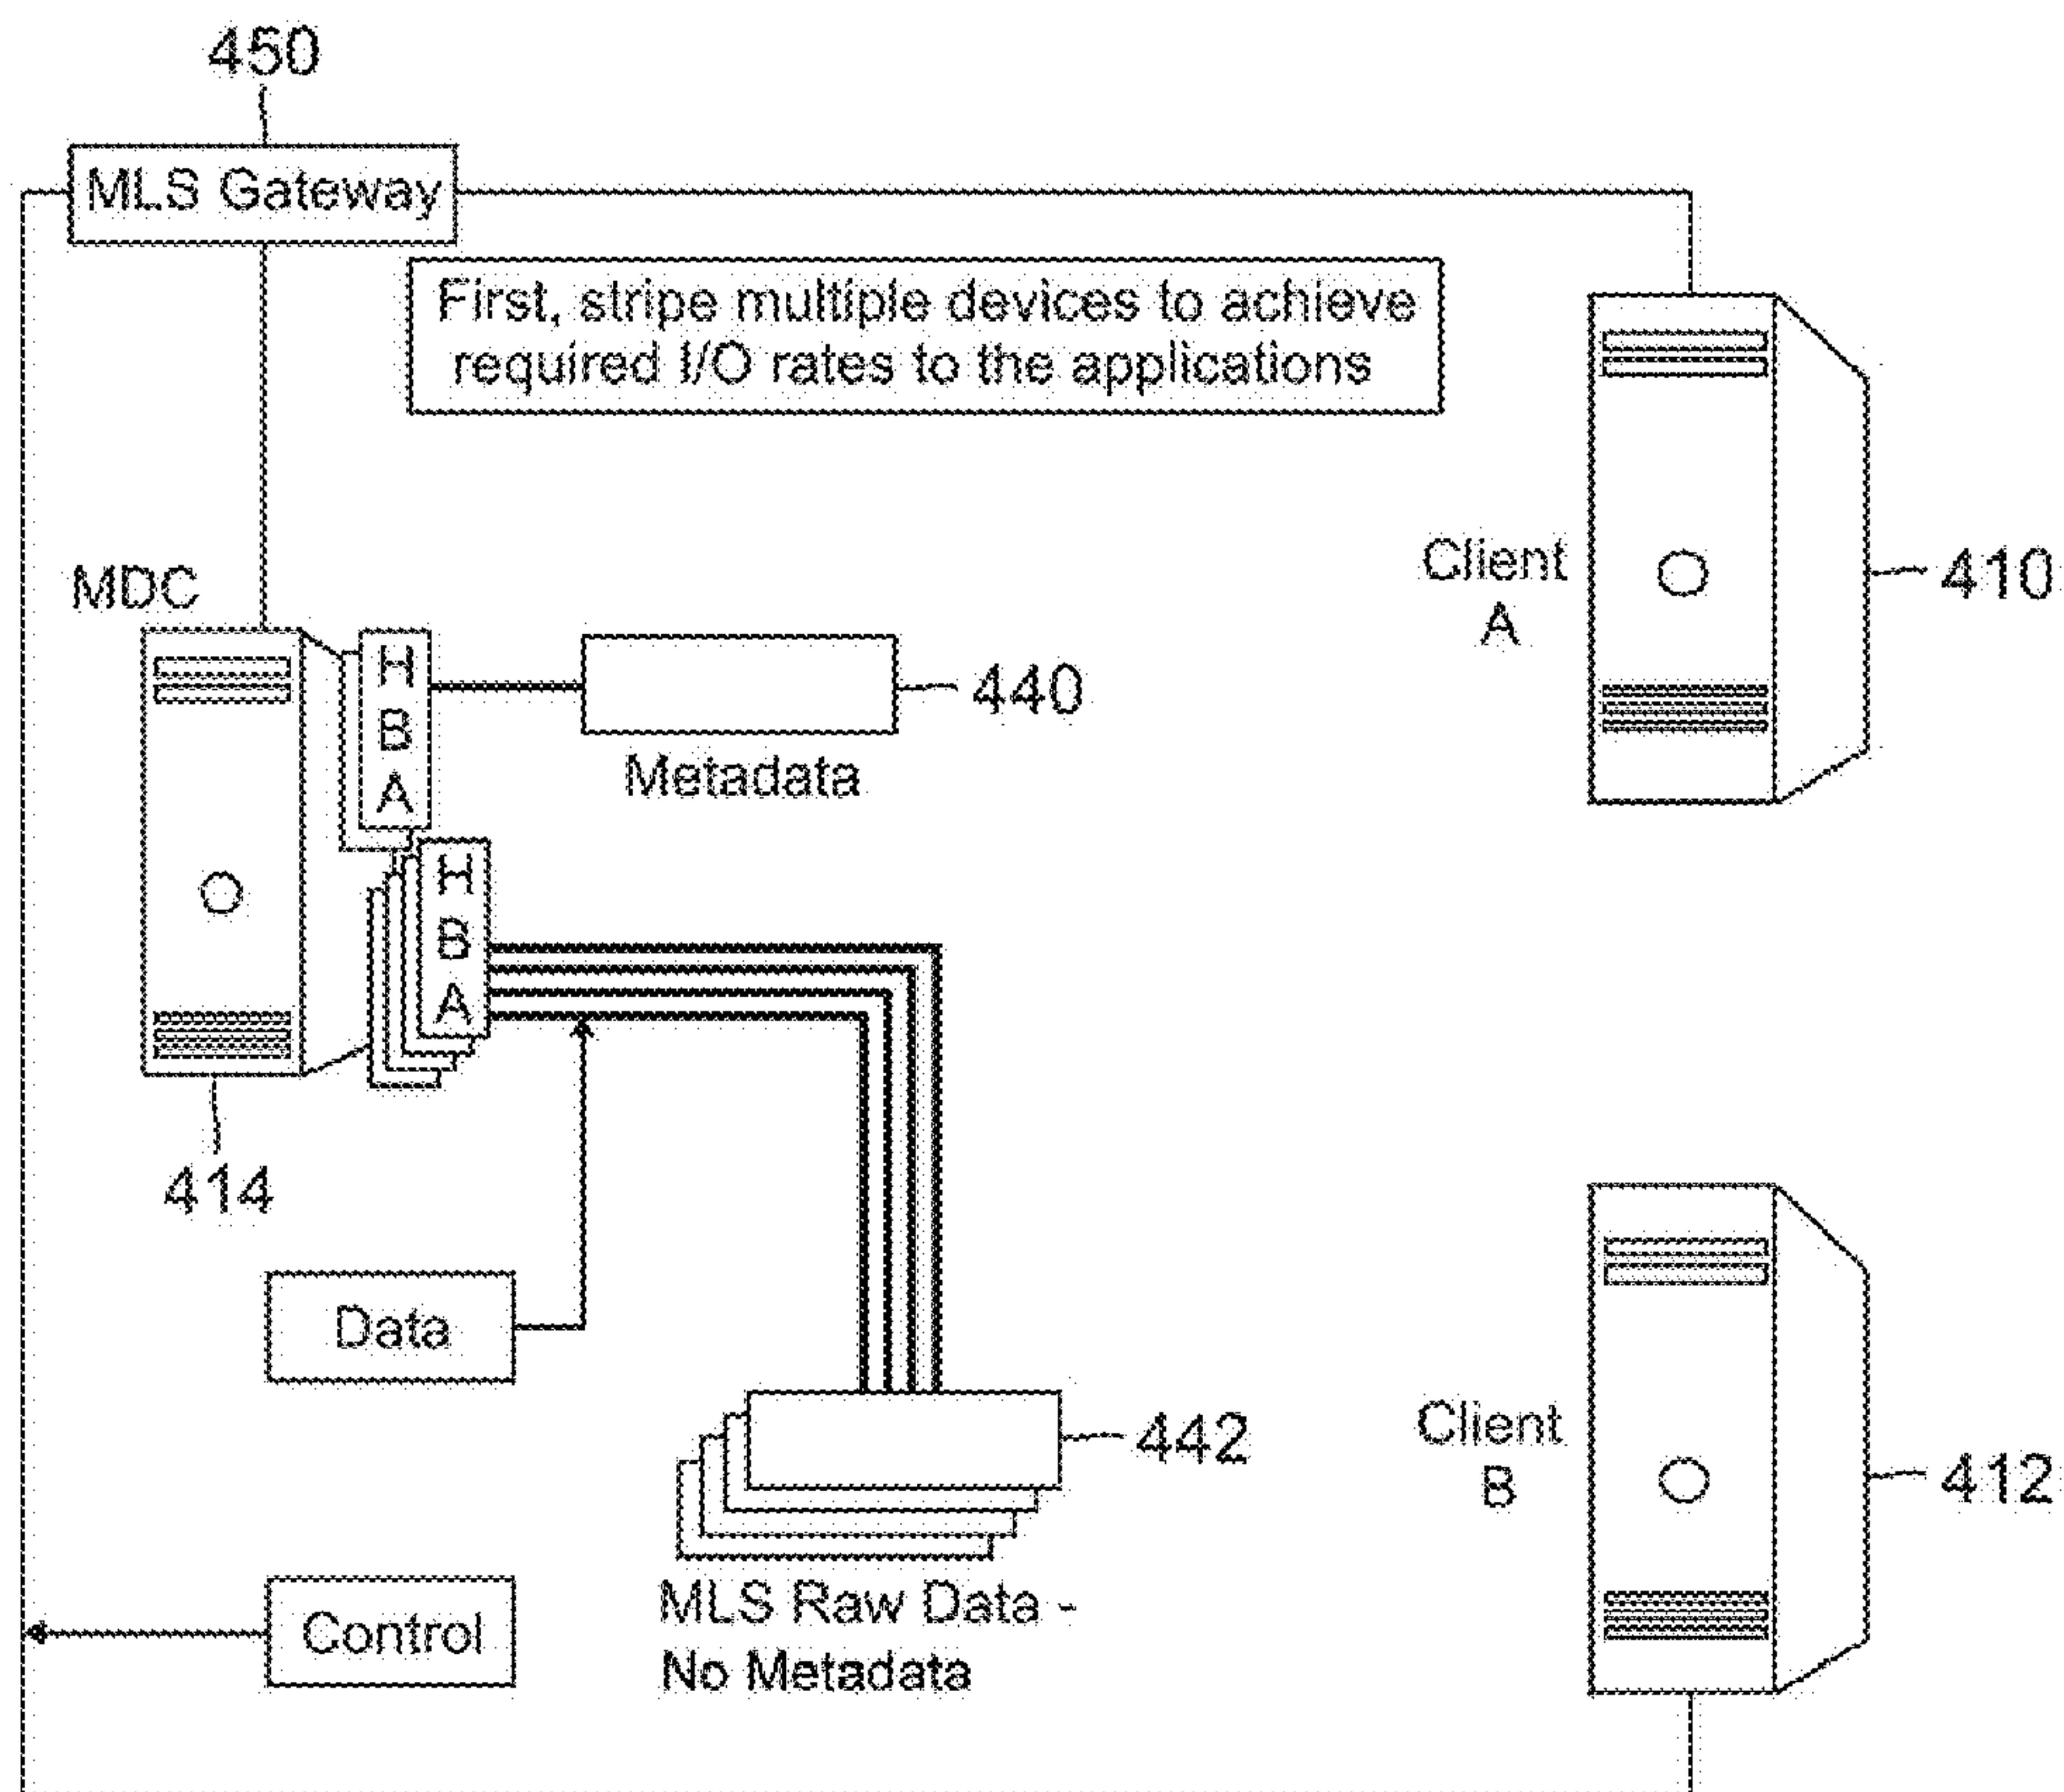 450
MLS Gateway
First, stripe multiple devices to achieve
required I/O rates to the applications
Client
A
410
MDC
H
B
A
440
Metadata
H
B
A
414
Data
442
Client
B
412
MLS Raw Data -
No Metadata
Control